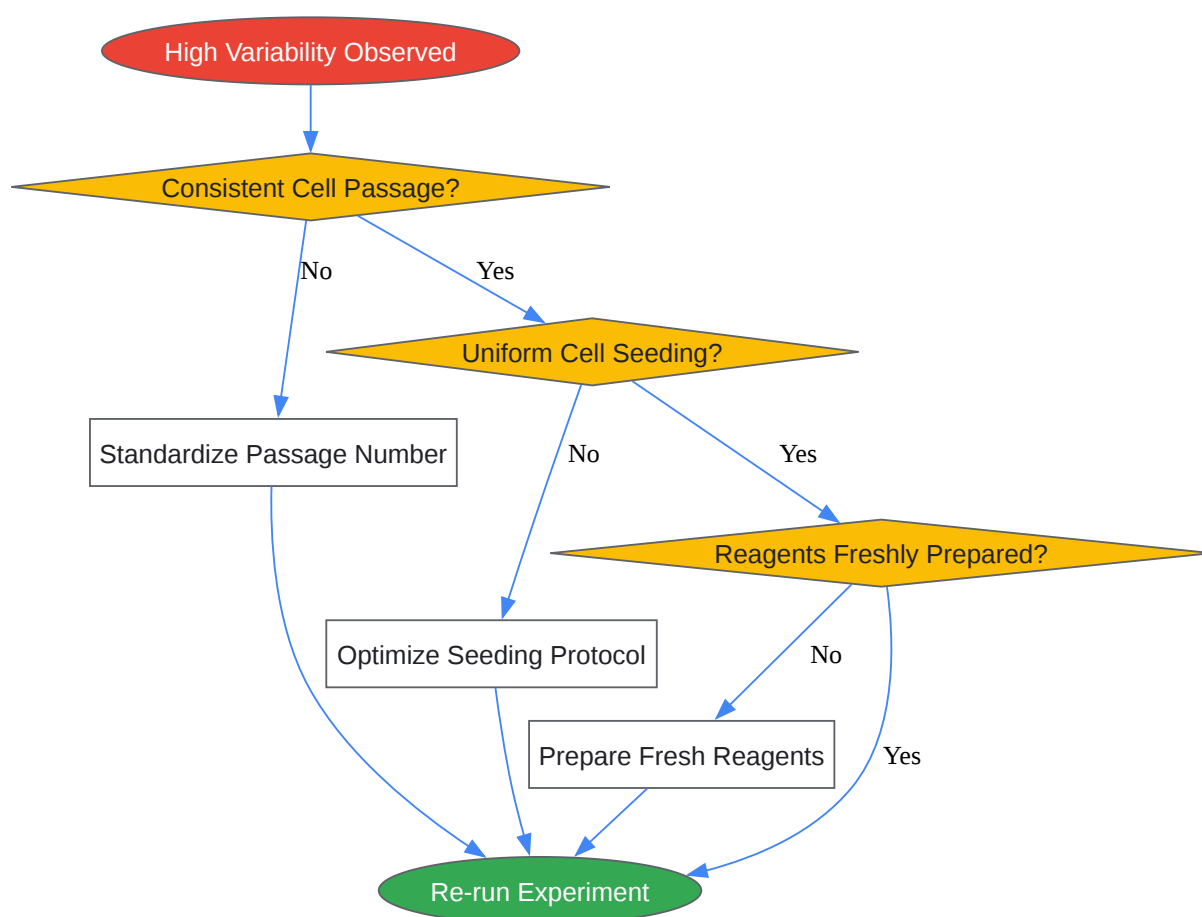 High Variability Observed
Consistent Cell Passage?
No
Yes
Uniform Cell Seeding?
Standardize Passage Number
No
Yes
Reagents Freshly Prepared?
Optimize Seeding Protocol
No
Prepare Fresh Reagents
Yes
Re-run Experiment